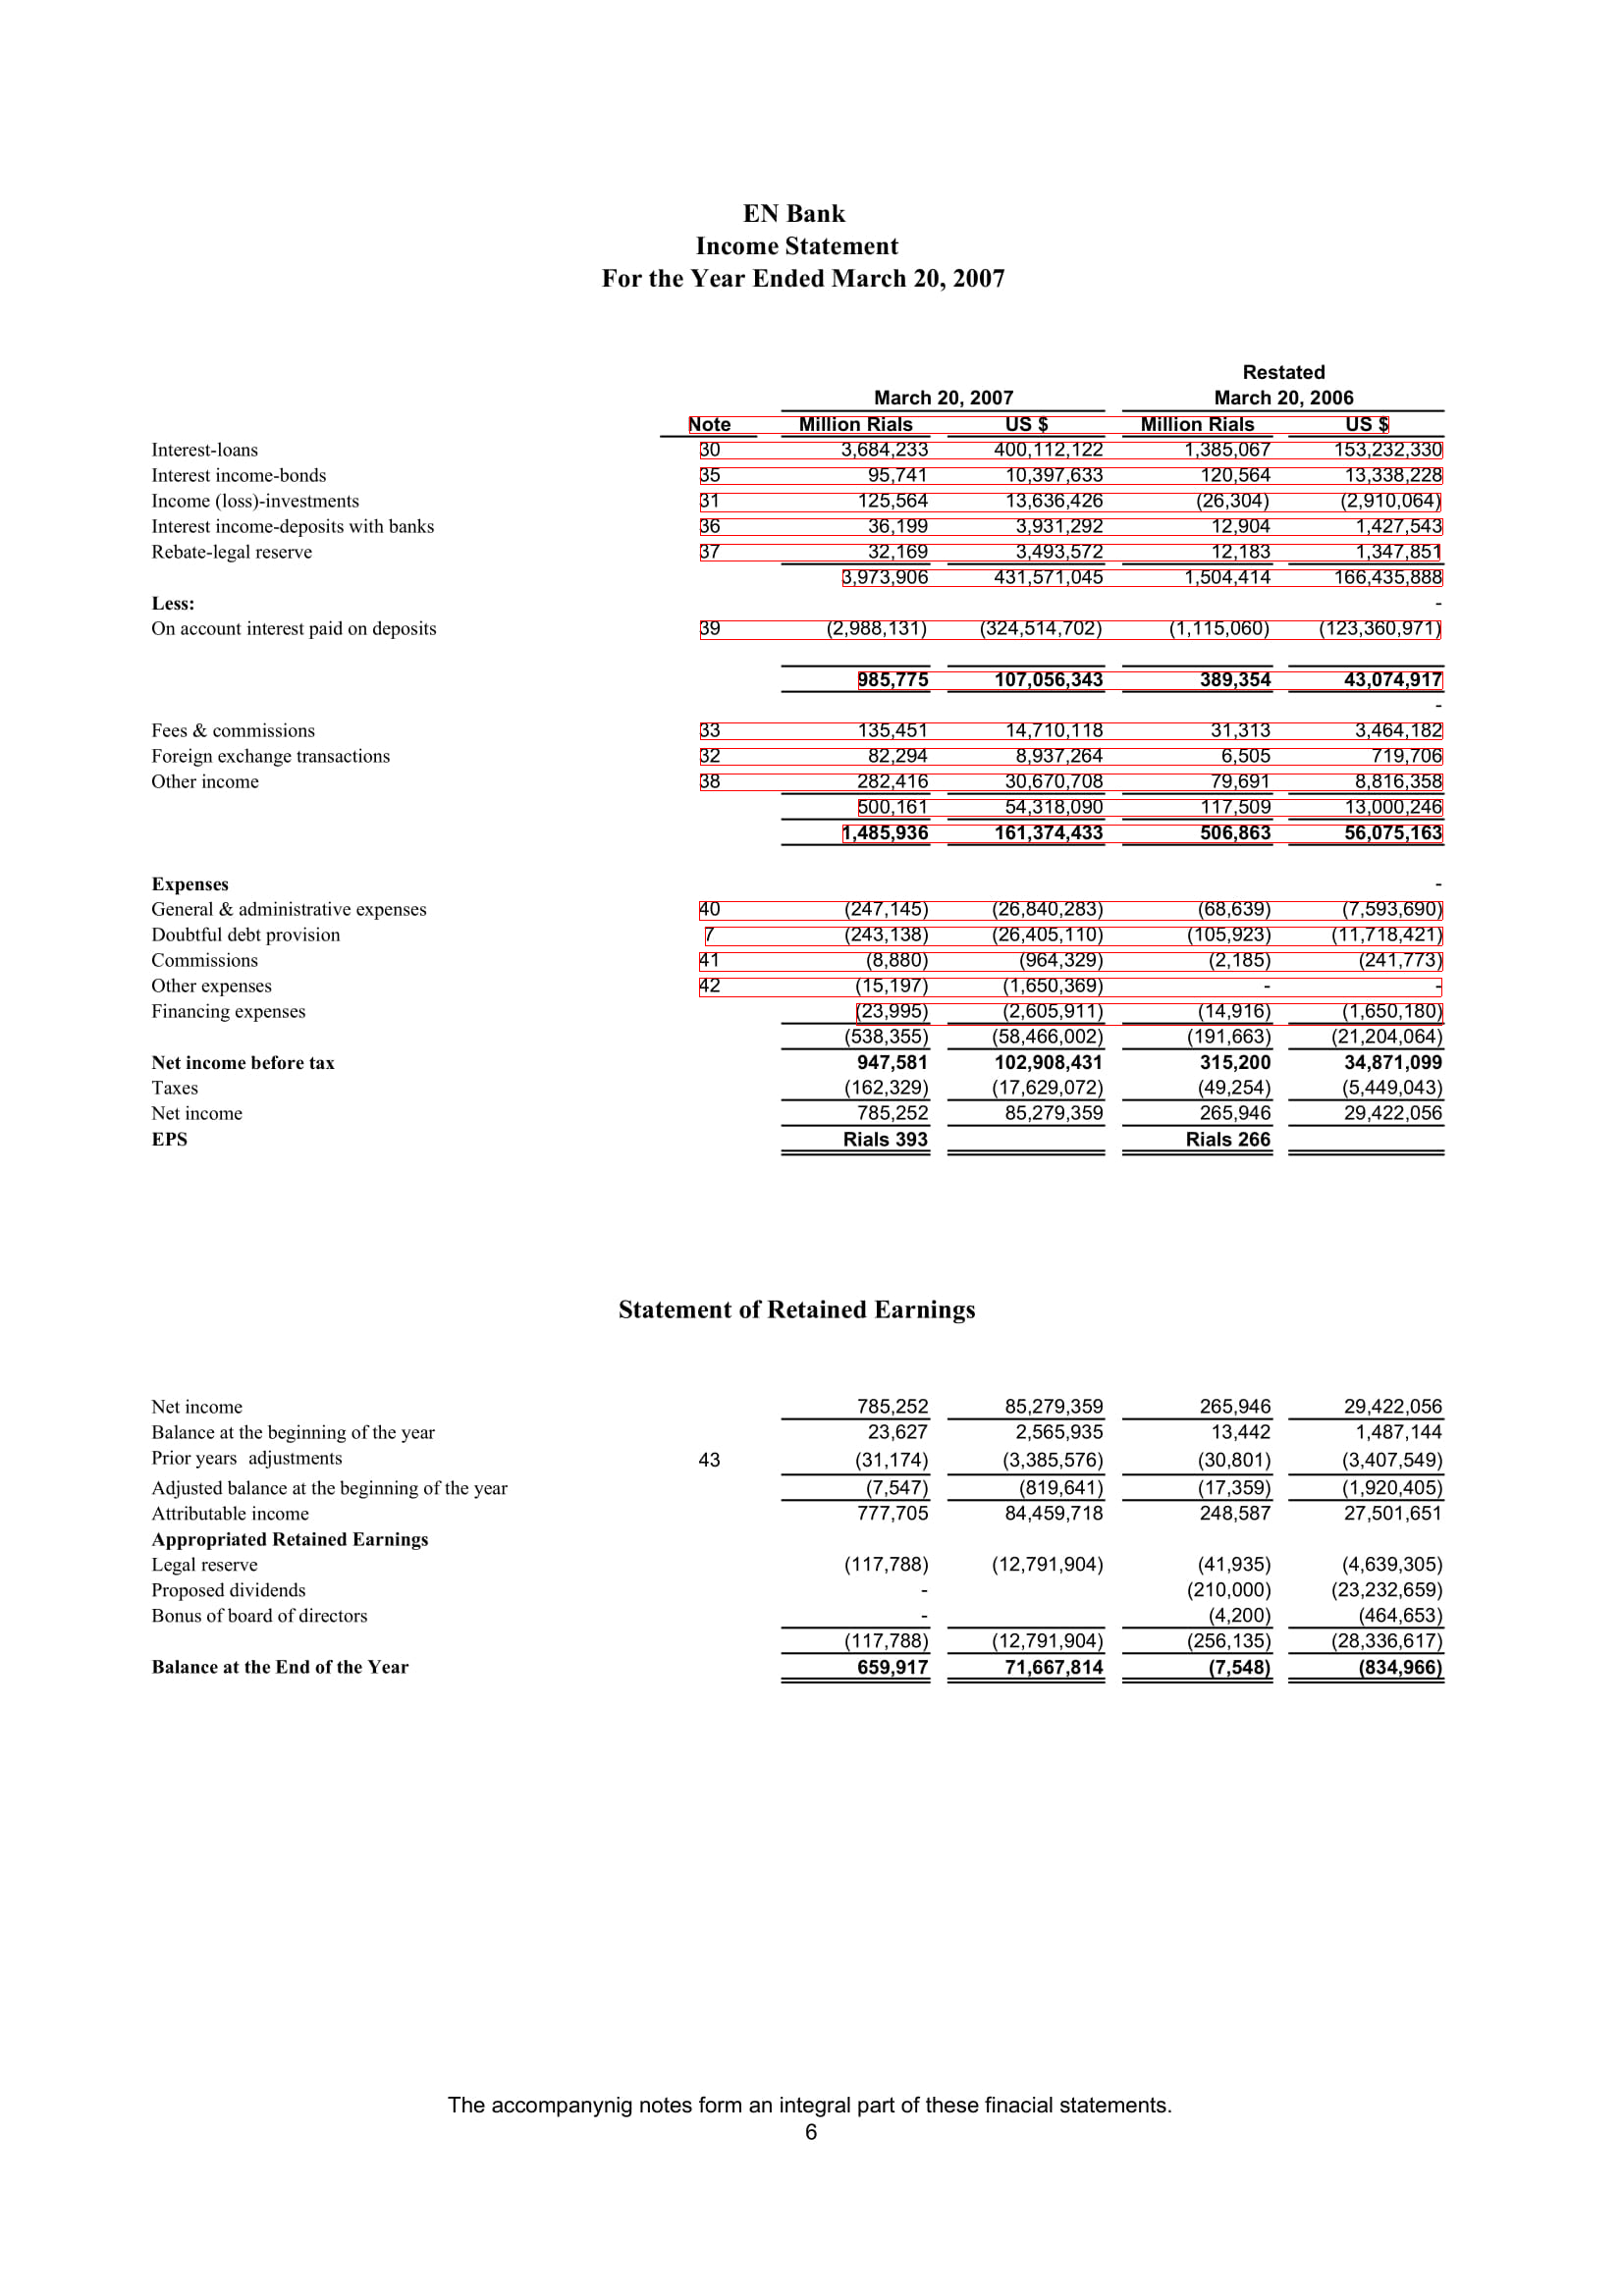 EN Bank
Income Statement
For the Year Ended March 20, 2007
Restated
March 20, 2007 March 20, 2006
Note Million Rials US $ Million Rials US $
Interest-loans 30 3,684,233 400,112,122 1,385,067 153,232,330
Interest income-bonds 35 95,741 10,397,633 120,564 13,338,228
Income (loss)-investments 31 125,564 13,636,426 (26,304) (2,910,064)
Interest income-deposits with banks 36 36,199 3,931,292 12,904 1,427,543
Rebate-legal reserve 37 32,169 3,493,572 12,183 1,347,851
3,973,906 431,571,045 1,504,414 166,435,888
Less: -
On account interest paid on deposits 39 (2,988,131) (324,514,702) (1,115,060) (123,360,971)
985,775 107,056,343 389,354 43,074,917
-
Fees & commissions 33 135,451 14,710,118 31,313 3,464,182
Foreign exchange transactions 32 82,294 8,937,264 6,505 719,706
Other income 38 282,416 30,670,708 79,691 8,816,358
500,161 54,318,090 117,509 13,000,246
1,485,936 161,374,433 506,863 56,075,163
Expenses -
General & administrative expenses 40 (247,145) (26,840,283) (68,639) (7,593,690)
Doubtful debt provision 7 (243,138) (26,405,110) (105,923) (11,718,421)
Commissions 41 (8,880) (964,329) (2,185) (241,773)
Other expenses 42 (15,197) (1,650,369) - -
Financing expenses (23,995) (2,605,911) (14,916) (1,650,180)
(538,355) (58,466,002) (191,663) (21,204,064)
Net income before tax 947,581 102,908,431 315,200 34,871,099
Taxes (162,329) (17,629,072) (49,254) (5,449,043)
Net income 785,252 85,279,359 265,946 29,422,056
EPS Rials 393 Rials 266
Statement of Retained Earnings
Net income 785,252 85,279,359 265,946 29,422,056
Balance at the beginning of the year 23,627 2,565,935 13,442 1,487,144
Prior years adjustments 43 (31,174) (3,385,576) (30,801) (3,407,549)
Adjusted balance at the beginning of the year (7,547) (819,641) (17,359) (1,920,405)
Attributable income 777,705 84,459,718 248,587 27,501,651
Appropriated Retained Earnings
Legal reserve (117,788) (12,791,904) (41,935) (4,639,305)
Proposed dividends - (210,000) (23,232,659)
Bonus of board of directors - (4,200) (464,653)
(117,788) (12,791,904) (256,135) (28,336,617)
Balance at the End of the Year 659,917 71,667,814 (7,548) (834,966)
The accompanynig notes form an integral part of these finacial statements.
6